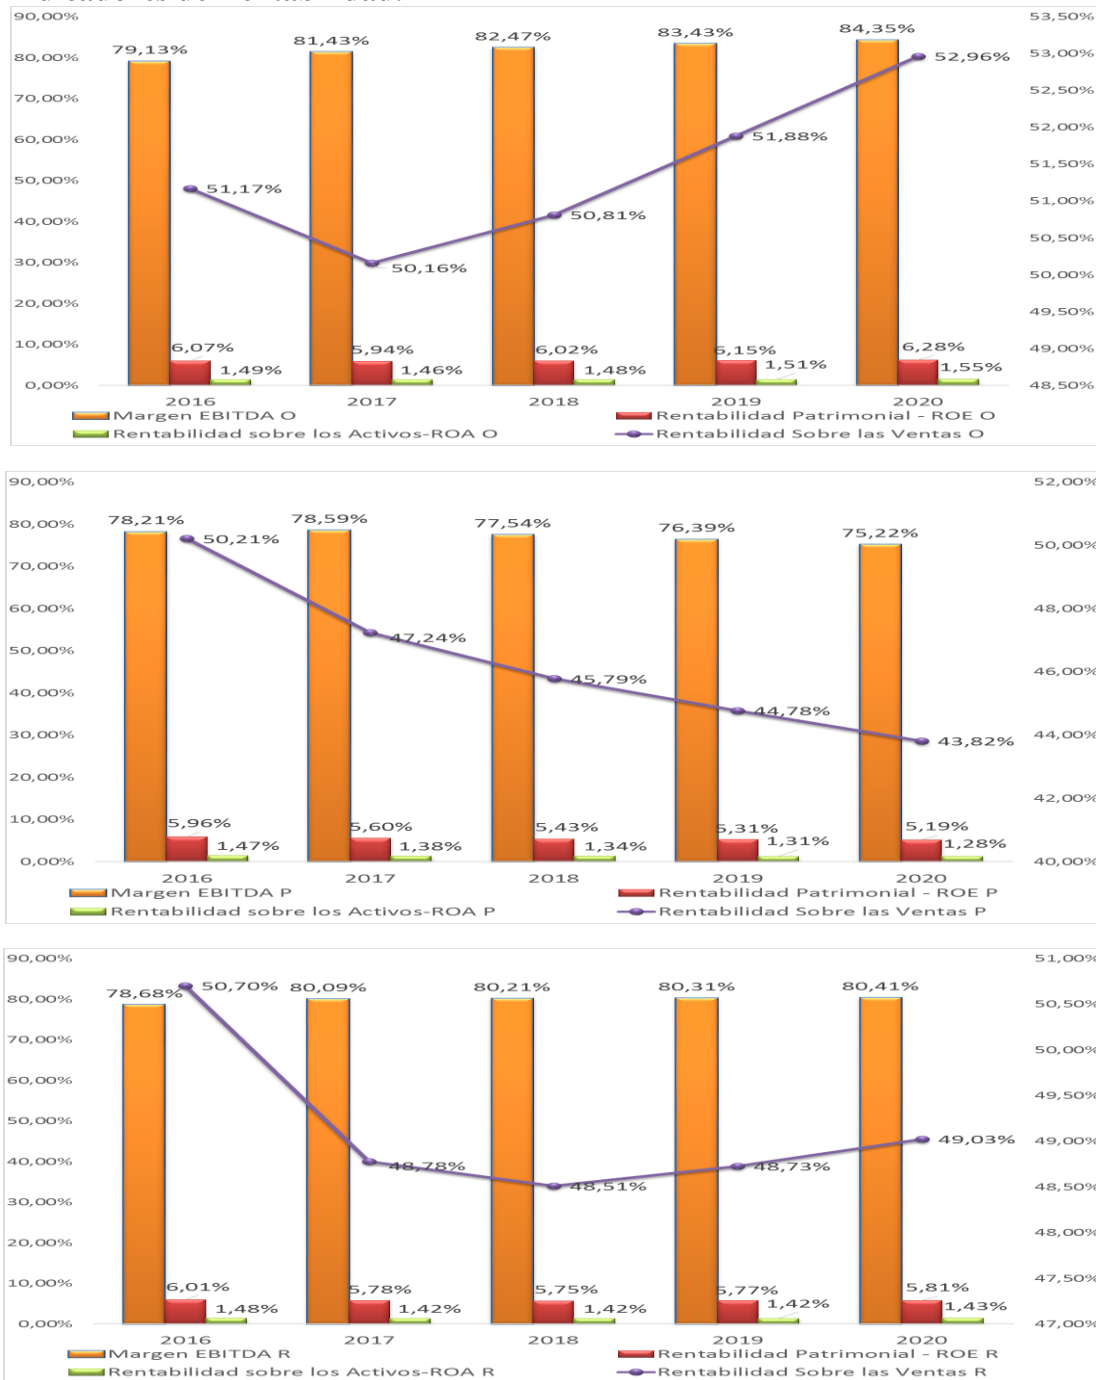 90,00%
80,00%
70,00%
60,00%
50,00%
40,00%
30,00%
20,00%
10,00%
0,00%
79,13% 81,43% 82,47% 83,43% 84,35%
51,17% 50,16% 50,81% 51,88% 52,96%
6,07% 5,94% 6,02% 6,15% 6,28%
1,49% 1,46% 1,48% 1,51% 1,55%
53,50%
53,00%
52,50%
52,00%
51,50%
51,00%
50,50%
50,00%
49,50%
49,00%
48,50%
2016 2017 2018 2019 2020
Margen EBITDA O Rentabilidad Patrimonial - ROE O
Rentabilidad sobre los Activos-ROA O Rentabilidad Sobre las Ventas O
90,00%
80,00%
70,00%
60,00%
50,00%
40,00%
30,00%
20,00%
10,00%
0,00%
78,21% 78,59% 77,54% 76,39% 75,22%
50,21% 47,24% 45,79% 44,78% 43,82%
5,96% 5,60% 5,43% 5,31% 5,19%
1,47% 1,38% 1,34% 1,31% 1,28%
52,00%
50,00%
48,00%
46,00%
44,00%
42,00%
40,00%
2016 2017 2018 2019 2020
Margen EBITDA P Rentabilidad Patrimonial - ROE P
Rentabilidad sobre los Activos-ROA P Rentabilidad Sobre las Ventas P
90,00%
80,00%
70,00%
60,00%
50,00%
40,00%
30,00%
20,00%
10,00%
0,00%
78,68% 80,09% 80,21% 80,31% 80,41%
50,70% 48,78% 48,51% 48,73% 49,03%
6,01% 5,78% 5,75% 5,77% 5,81%
1,48% 1,42% 1,42% 1,42% 1,43%
51,00%
50,50%
50,00%
49,50%
49,00%
48,50%
48,00%
47,50%
47,00%
2016 2017 2018 2019 2020
Margen EBITDA R Rentabilidad Patrimonial - ROE R
Rentabilidad sobre los Activos-ROA R Rentabilidad Sobre las Ventas R